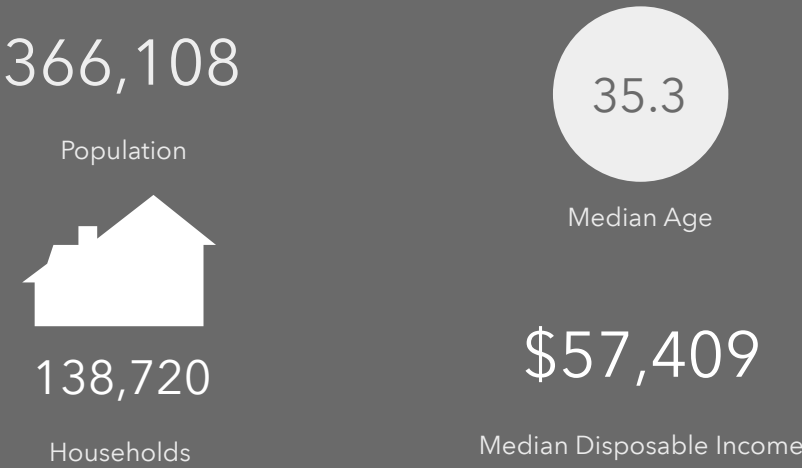 366,108
Population
138,720
Households
35.3
Median Age
$57,409
Median Disposable Income